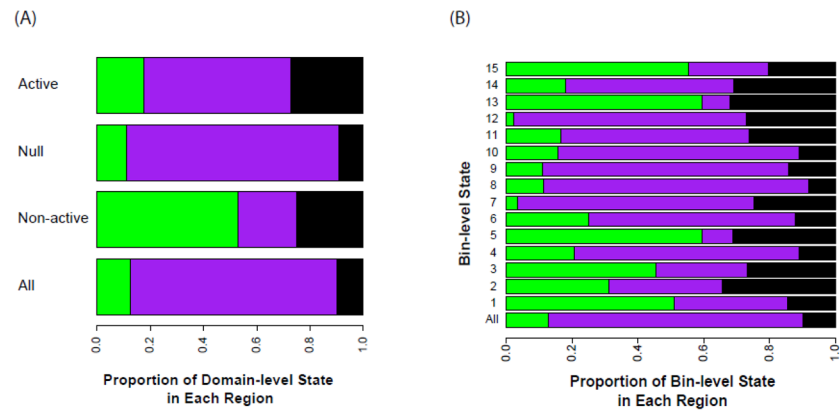 (A)
Active
Null
Non-active
All
0.0 0.2 0.4 0.6 0.8 1.0
Proportion of Domain-level State
in Each Region
(B)
Bin-level State
15
14
13
12
11
10
9
8
7
6
5
4
3
2
1
All
0.0 0.2 0.4 0.6 0.8 1.0
Proportion of Bin-level State
in Each Region